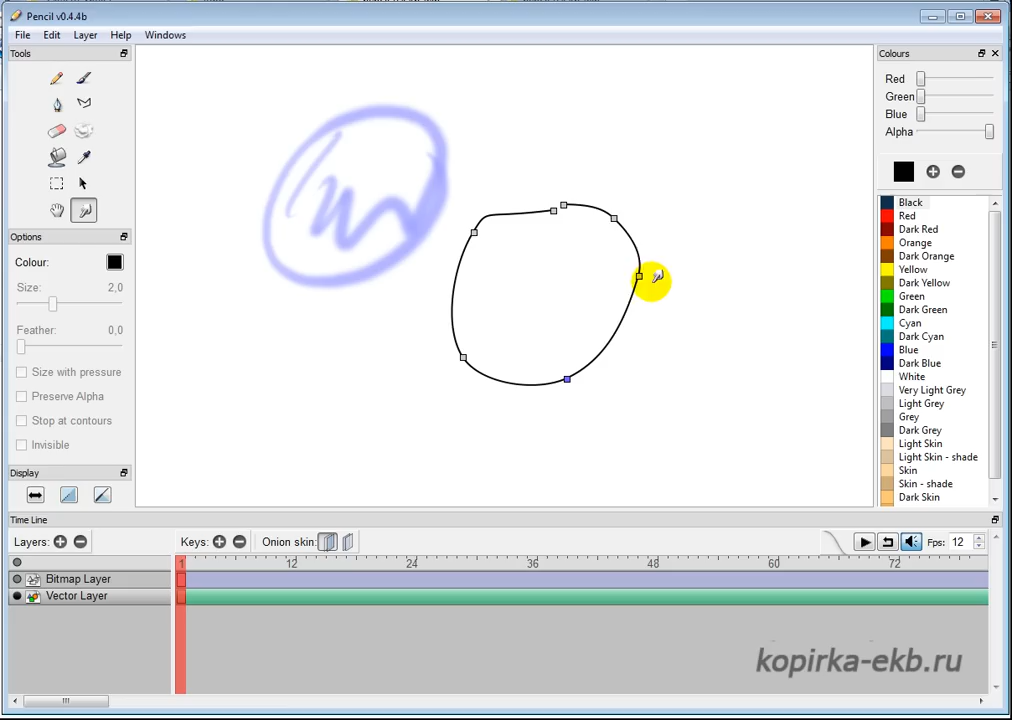 Pencil v0.4.4b
File Edit Layer Help Windows
Tools
Colours
Red
Green
Blue
Alpha
Options
Colour:
Size: 2,0
Feather: 0,0
Size with pressure
Preserve Alpha
Stop at contours
Invisible
Display
Black
Red
Dark Red
Orange
Dark Orange
Yellow
Dark Yellow
Green
Dark Green
Cyan
Dark Cyan
Blue
Dark Blue
White
Very Light Grey
Light Grey
Grey
Dark Grey
Light Skin
Light Skin - shade
Skin
Skin - shade
Dark Skin
Time Line
Layers: Keys: Onion skin: Fps: 12
1 12 24 36 48 60 72
Bitmap Layer
Vector Layer
kopirka-ekb.ru